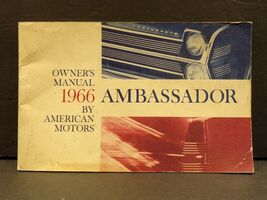 OWNER'S
MANUAL
1966 AMBASSADOR
BY
AMERICAN
MOTORS